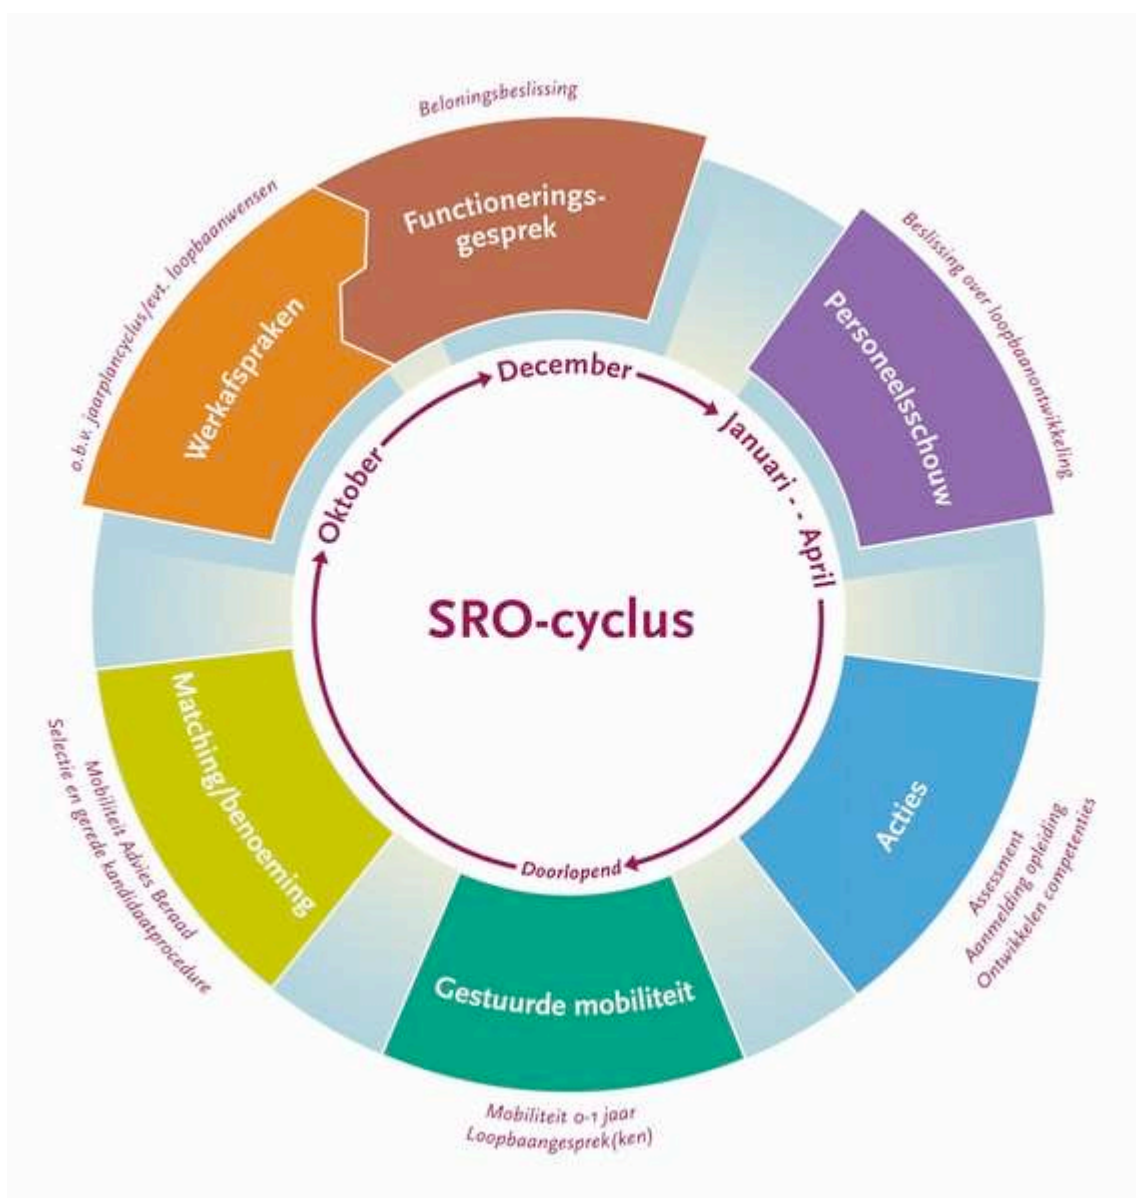 Beloningsbeslissing
Functionerings-
gesprek
Beslissing over loopbaanontwikkeling
Personeelsschouw
o.b.v. jaarplancyclus/evt. loopbaanwensen
Werkafspraken
December
Januari - - April
Oktober
SRO-cyclus
Doorlopend
Acties
Assessment
Aanmelding opleiding
Ontwikkelen competenties
Matching/benoeming
Mobiliteit Advies Beraad
Selectie en gerede kandidaatprocedure
Gestuurde mobiliteit
Mobiliteit 0-1 jaar
Loopbaangesprek(ken)